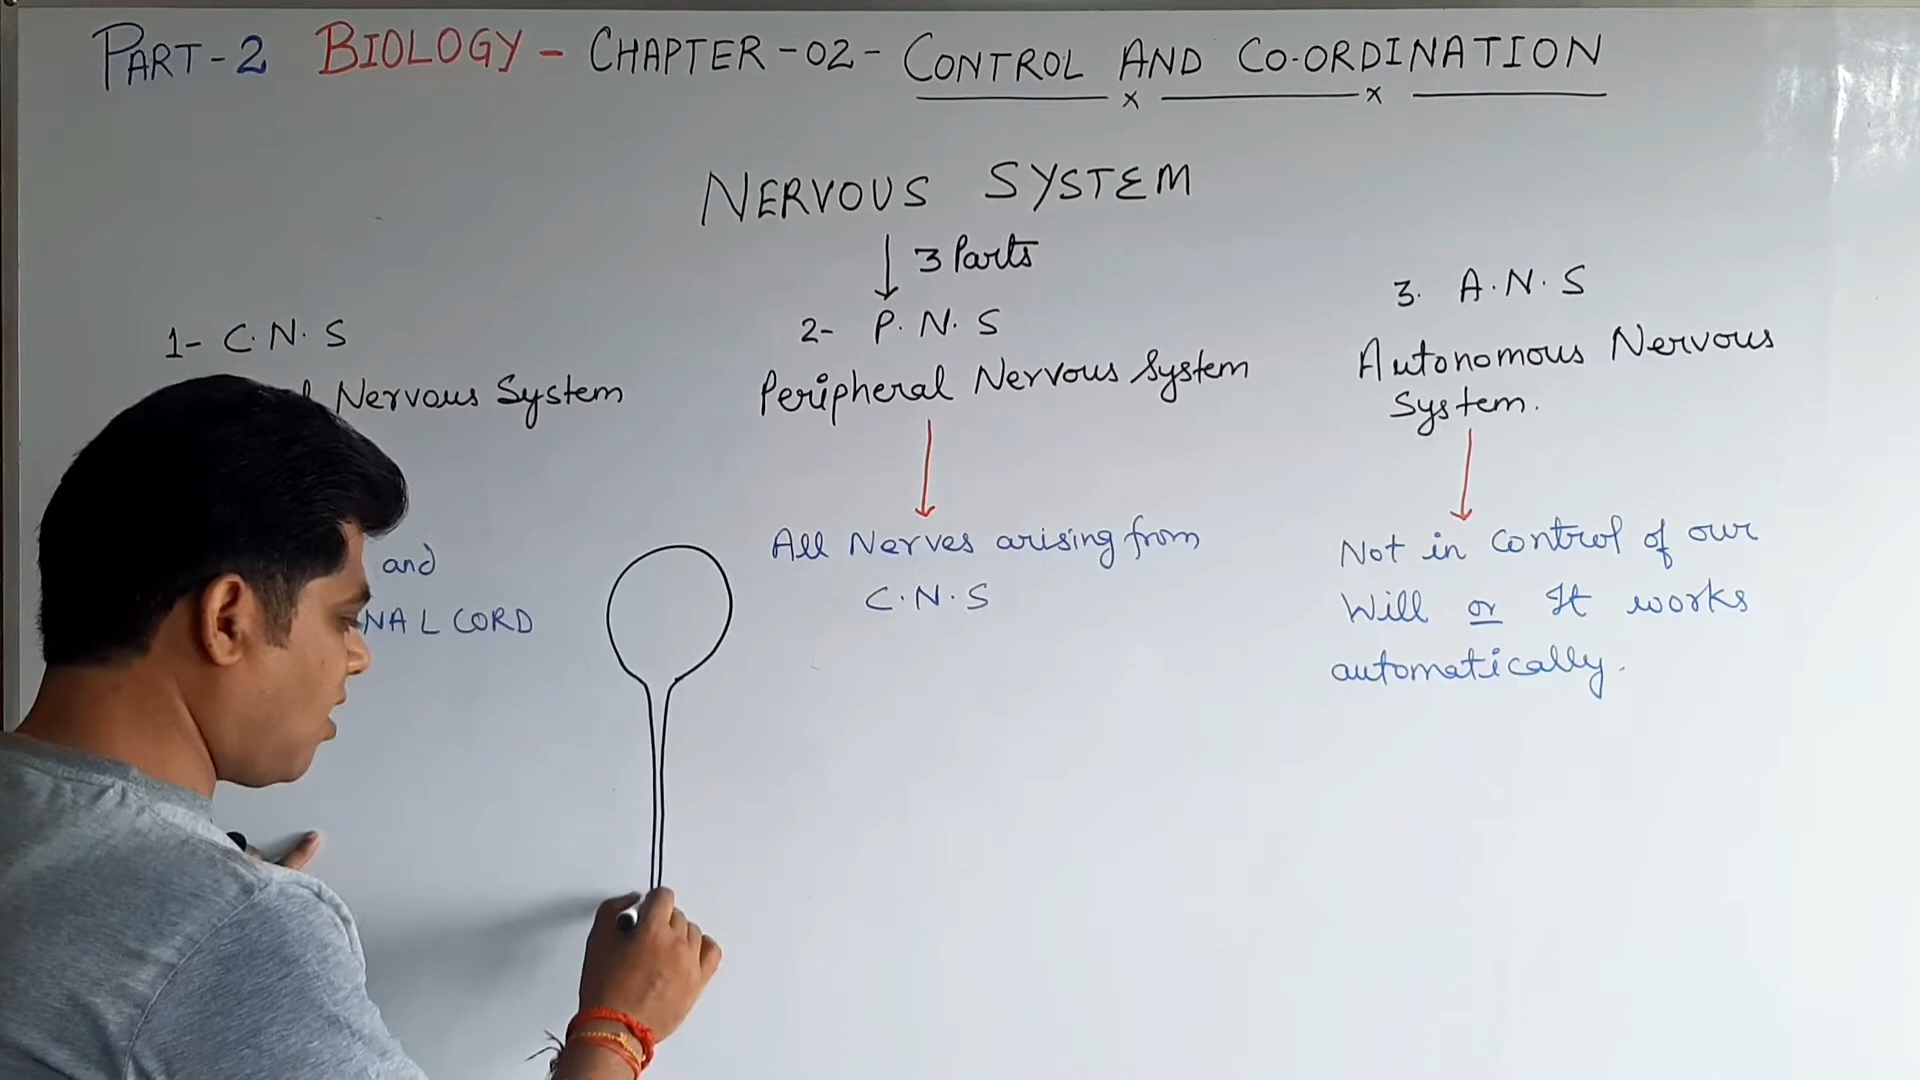 PART-2 BIOLOGY - CHAPTER-02- CONTROL AND CO-ORDINATION
NERVOUS SYSTEM
3 Parts
1- C.N.S
Nervous System
and
NAL CORD
2- P.N.S
Peripheral Nervous System
All Nerves arising from
C.N.S
3. A.N.S
Autonomous Nervous
System.
Not in control of our
Will or It works
automatically.